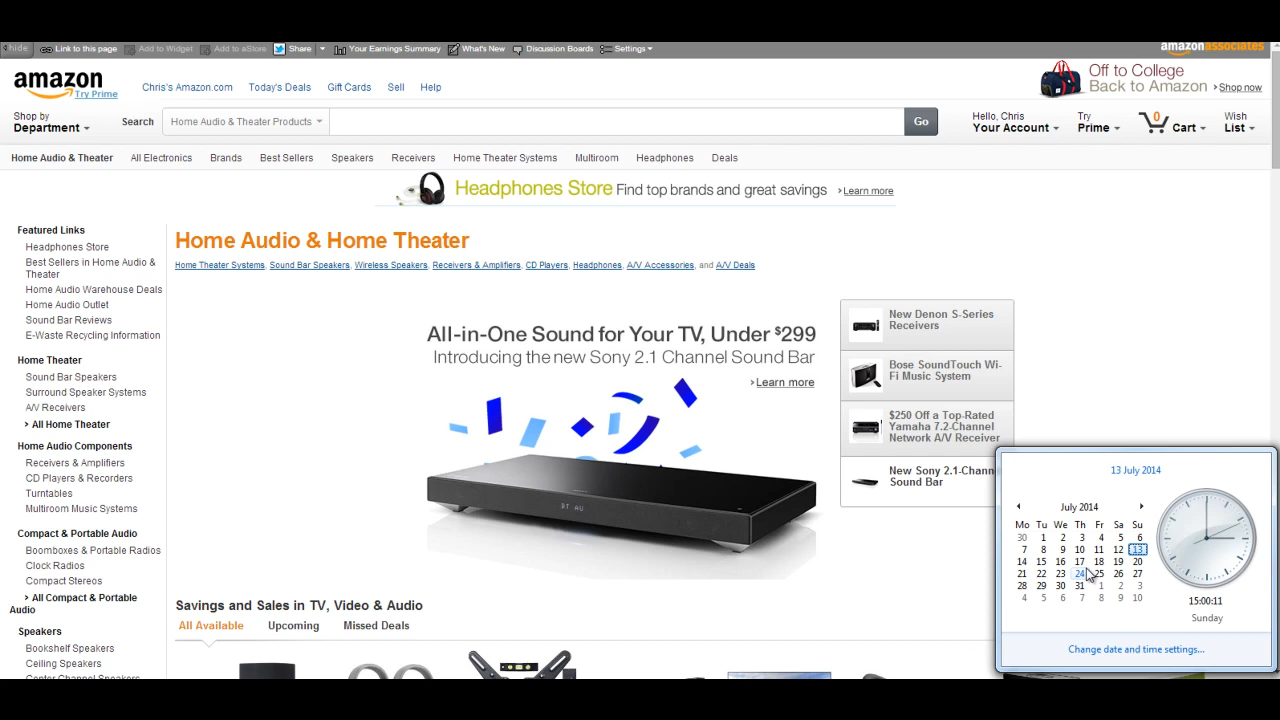 hide
Link to this page
Add to Widget
Add to aStore
Share
Your Earnings Summary
What's New
Discussion Boards
Settings
amazonassociates
amazon
Try Prime
Chris's Amazon.com
Today's Deals
Gift Cards
Sell
Help
Off to College
Back to Amazon
Shop now
Shop by
Department
Search
Home Audio & Theater Products
Go
Hello, Chris
Your Account
Try
Prime
0
Cart
Wish
List
Home Audio & Theater
All Electronics
Brands
Best Sellers
Speakers
Receivers
Home Theater Systems
Multiroom
Headphones
Deals
Headphones Store Find top brands and great savings
Learn more
Featured Links
Headphones Store
Best Sellers in Home Audio &
Theater
Home Audio Warehouse Deals
Home Audio Outlet
Sound Bar Reviews
E-Waste Recycling Information
Home Theater
Sound Bar Speakers
Surround Speaker Systems
A/V Receivers
All Home Theater
Home Audio Components
Receivers & Amplifiers
CD Players & Recorders
Turntables
Multiroom Music Systems
Compact & Portable Audio
Boomboxes & Portable Radios
Clock Radios
Compact Stereos
All Compact & Portable
Audio
Speakers
Bookshelf Speakers
Ceiling Speakers
Center Channel Speakers
Home Audio & Home Theater
Home Theater Systems, Sound Bar Speakers, Wireless Speakers, Receivers & Amplifiers, CD Players, Headphones, A/V Accessories, and A/V Deals
All-in-One Sound for Your TV, Under $299
Introducing the new Sony 2.1 Channel Sound Bar
Learn more
BT AU
New Denon S-Series
Receivers
Bose SoundTouch Wi-
Fi Music System
$250 Off a Top-Rated
Yamaha 7.2-Channel
Network A/V Receiver
New Sony 2.1-Chann
Sound Bar
Savings and Sales in TV, Video & Audio
All Available
Upcoming
Missed Deals
13 July 2014
July 2014
Mo Tu We Th Fr Sa Su
30 1 2 3 4 5 6
7 8 9 10 11 12 13
14 15 16 17 18 19 20
21 22 23 24 25 26 27
28 29 30 31 1 2 3
4 5 6 7 8 9 10
15:00:11
Sunday
Change date and time settings...